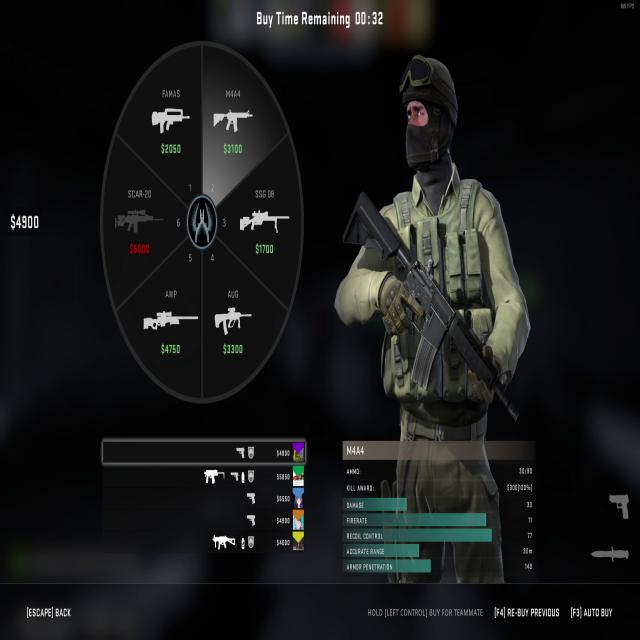 Buy Time Remaining 00:32
FAMAS
$2050
M4A4
$3100
SCAR-20
$5000
SSG 08
$1700
AWP
$4750
AUG
$3300
1 2
6 3
5 4
$4900
$4900
$5850
$5550
$4900
$4000
M4A4
AMMO: 30/90
KILL AWARD: $300(100%)
DAMAGE 33
FIRERATE 11
RECOIL CONTROL 77
ACCURATE RANGE 30m
ARMOR PENETRATION 140
[ESCAPE] BACK
HOLD [LEFT CONTROL] BUY FOR TEAMMATE
[F4] RE-BUY PREVIOUS
[F3] AUTO BUY